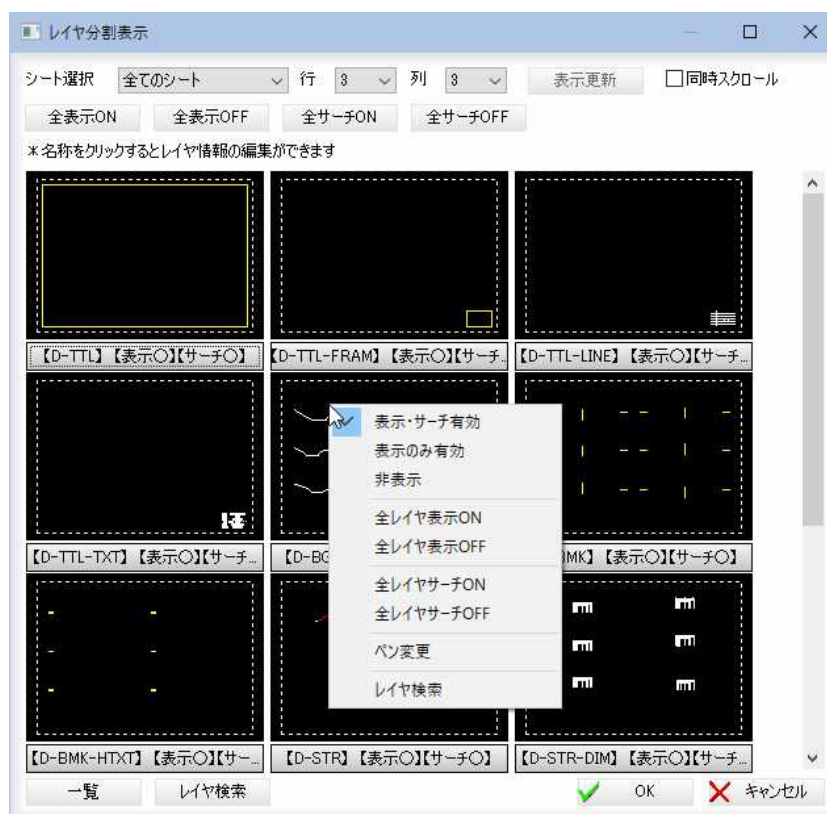 レイヤ分割表示
シート選択 全てのシート 行 3 列 3 表示更新 同時スクロール
全表示ON 全表示OFF 全サーチON 全サーチOFF
*名称をクリックするとレイヤ情報の編集ができます
【D-TTL】【表示○】【サーチ○】 【D-TTL-FRAM】【表示○】【サーチ... 【D-TTL-LINE】【表示○】【サーチ...
表示・サーチ有効
表示のみ有効
非表示
全レイヤ表示ON
全レイヤ表示OFF
【D-TTL-TXT】【表示○】【サーチ... 【D-BG MK】【表示○】【サーチ○】
全レイヤサーチON
全レイヤサーチOFF
ペン変更
レイヤ検索
【D-BMK-HTXT】【表示○】【サー... 【D-STR】【表示○】【サーチ○】 【D-STR-DIM】【表示○】【サーチ...
一覧 レイヤ検索 OK キャンセル